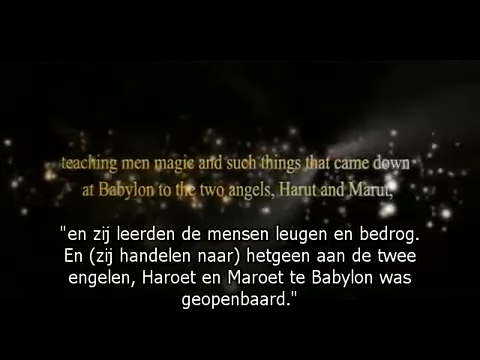 teaching men magic and such things that came down
at Babylon to the two angels, Harut and Marut,
"en zij leerden de mensen leugen en bedrog.
En (zij handelen naar) hetgeen aan de twee
engelen, Haroet en Maroet te Babylon was
geopenbaard."